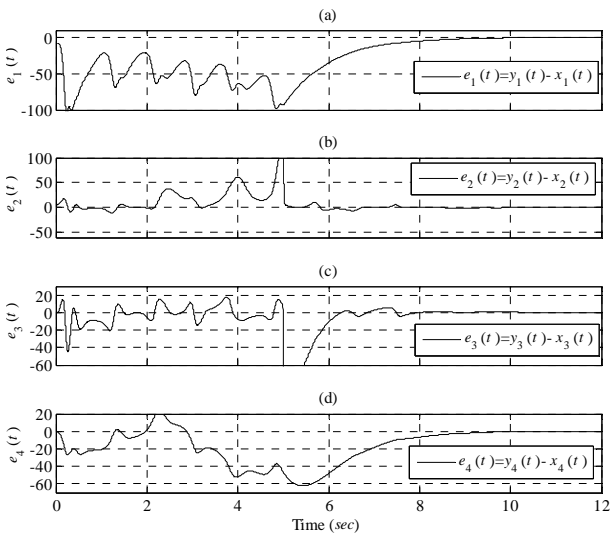 (a)
e1(t)
0
-50
-100
e1(t)=y1(t)-x1(t)
(b)
e2(t)
100
50
0
-50
e2(t)=y2(t)-x2(t)
(c)
e3(t)
20
0
-20
-40
-60
e3(t)=y3(t)-x3(t)
(d)
e4(t)
20
0
-20
-40
-60
e4(t)=y4(t)-x4(t)
0 2 4 6 8 10 12
Time (sec)